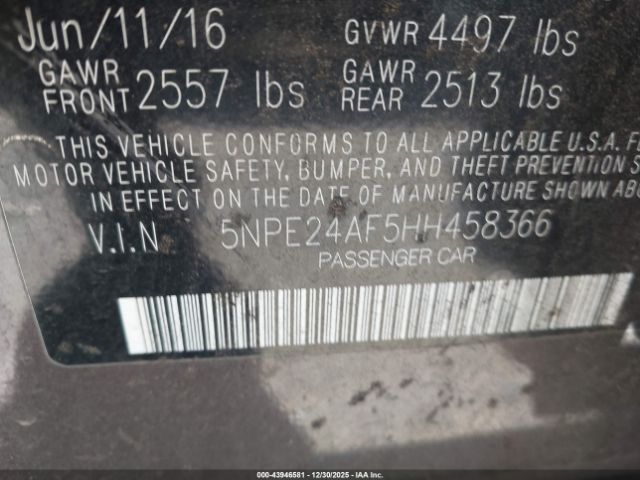 Jun/11/16 GVWR 4497 lbs
GAWR FRONT 2557 lbs GAWR REAR 2513 lbs
THIS VEHICLE CONFORMS TO ALL APPLICABLE U.S.A. F
MOTOR VEHICLE SAFETY, BUMPER, AND THEFT PREVENTION S
IN EFFECT ON THE DATE OF MANUFACTURE SHOWN AB
V.I.N 5NPE24AF5HH458366
PASSENGER CAR
000-43946581 - 12/30/2025 - IAA Inc.